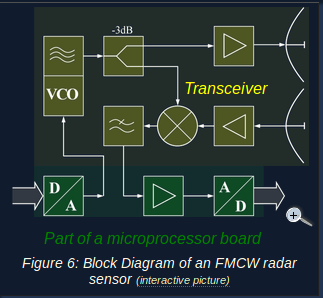 -3dB
Transceiver
VCO
D
A
A
D
Part of a microprocessor board
Figure 6: Block Diagram of an FMCW radar
sensor (interactive picture)